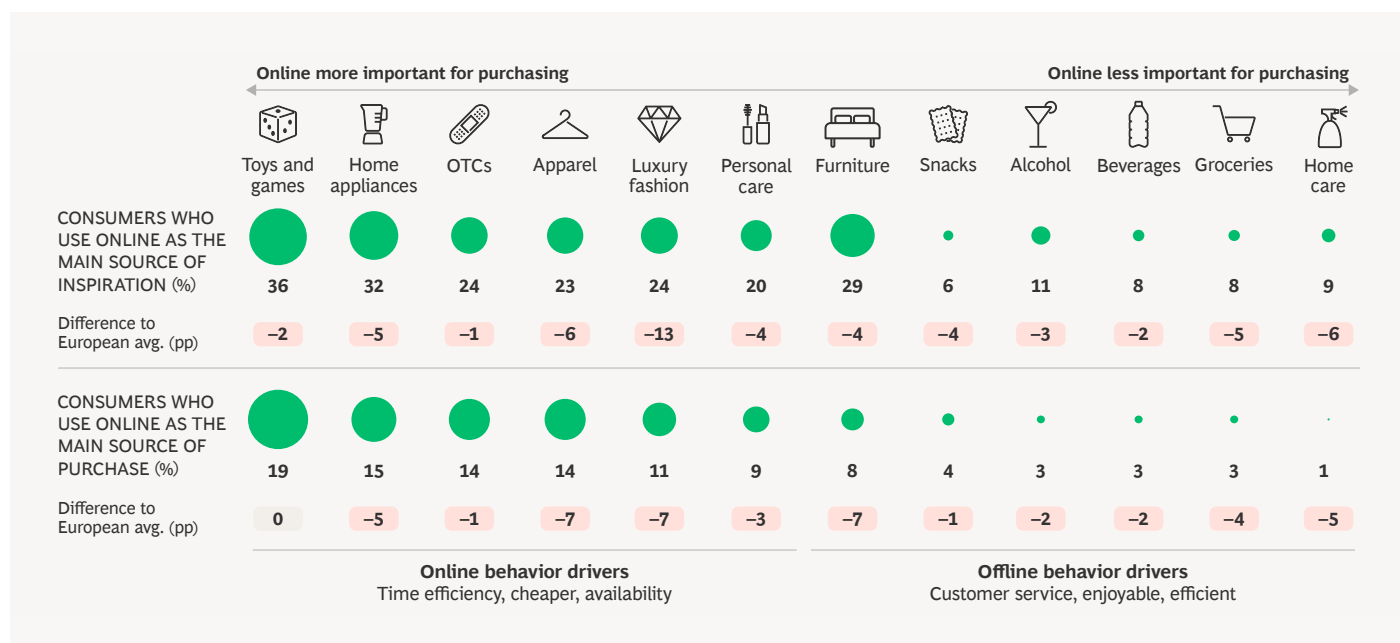 Online more important for purchasing
Online less important for purchasing
Toys and games
Home appliances
OTCs
Apparel
Luxury fashion
Personal care
Furniture
Snacks
Alcohol
Beverages
Groceries
Home care
CONSUMERS WHO
USE ONLINE AS THE
MAIN SOURCE OF
INSPIRATION (%)
36 32 24 23 24 20 29 6 11 8 8 9
Difference to
European avg. (pp)
–2 –5 –1 –6 –13 –4 –4 –4 –3 –2 –5 –6
CONSUMERS WHO
USE ONLINE AS THE
MAIN SOURCE OF
PURCHASE (%)
19 15 14 14 11 9 8 4 3 3 3 1
Difference to
European avg. (pp)
0 –5 –1 –7 –7 –3 –7 –1 –2 –2 –4 –5
Online behavior drivers
Time efficiency, cheaper, availability
Offline behavior drivers
Customer service, enjoyable, efficient